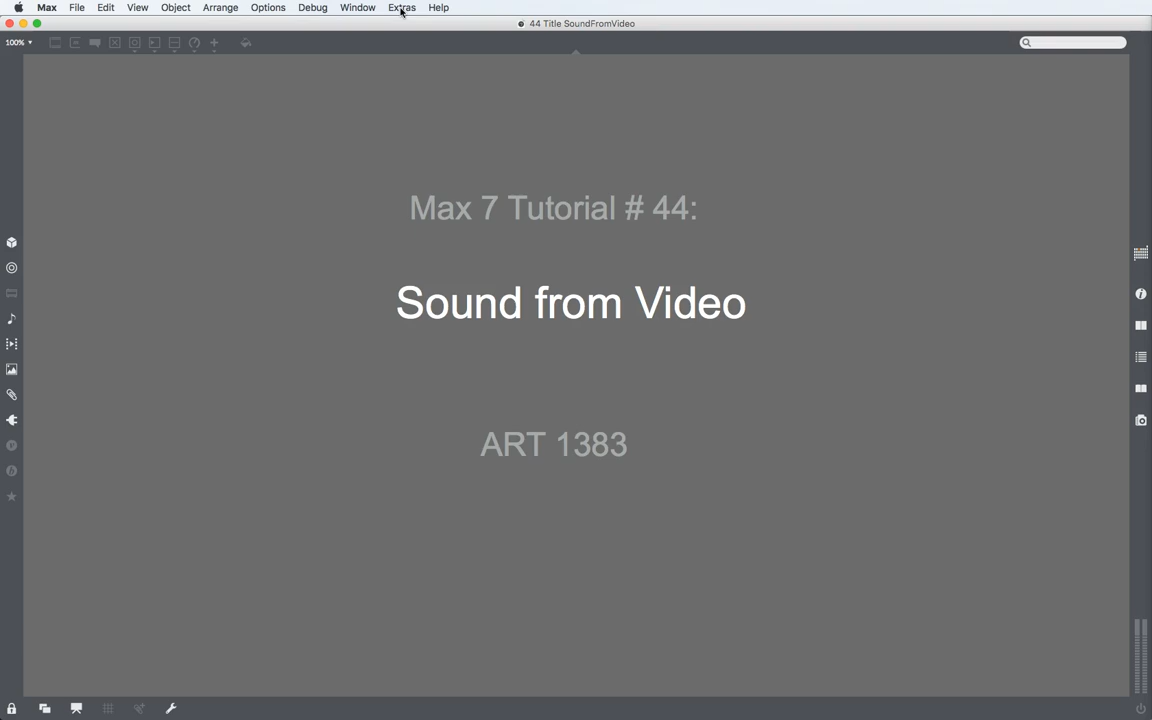 Max File Edit View Object Arrange Options Debug Window Extras Help
44 Title SoundFromVideo
100%
Max 7 Tutorial # 44:
Sound from Video
ART 1383